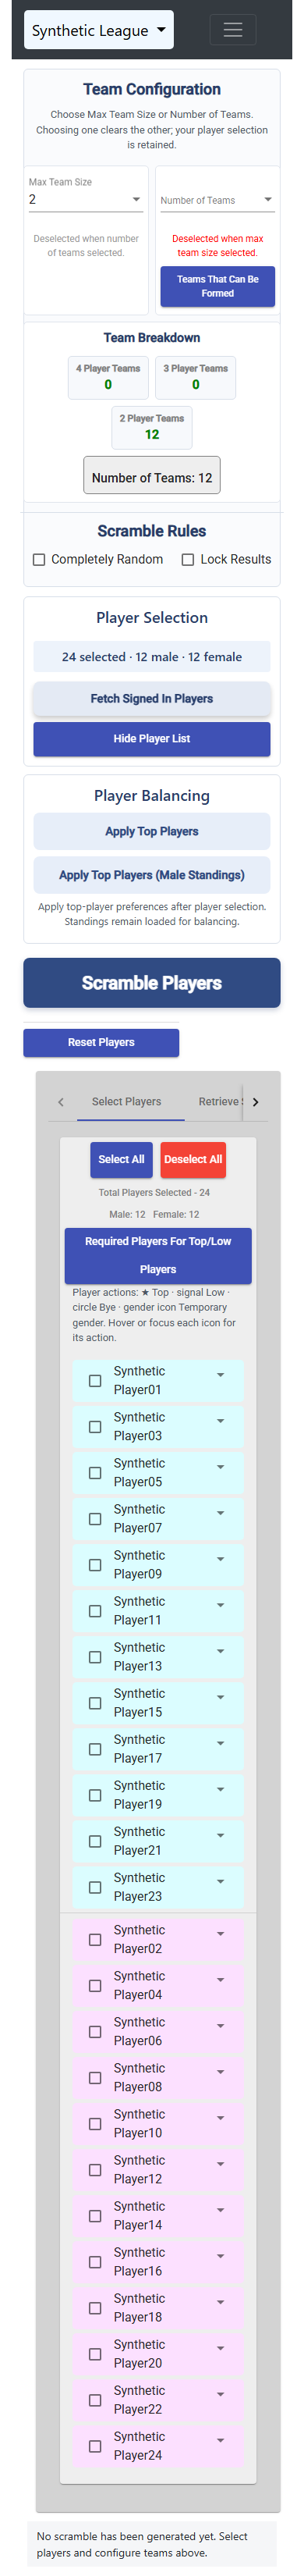 Synthetic League
Team Configuration
Choose Max Team Size or Number of Teams.
Choosing one clears the other; your player selection
is retained.
Max Team Size
2
Deselected when number
of teams selected.
Number of Teams
Deselected when max
team size selected.
Teams That Can Be
Formed
Team Breakdown
4 Player Teams
0
3 Player Teams
0
2 Player Teams
12
Number of Teams: 12
Scramble Rules
Completely Random
Lock Results
Player Selection
24 selected · 12 male · 12 female
Fetch Signed In Players
Hide Player List
Player Balancing
Apply Top Players
Apply Top Players (Male Standings)
Apply top-player preferences after player selection.
Standings remain loaded for balancing.
Scramble Players
Reset Players
Select Players
Retrieve
Select All
Deselect All
Total Players Selected - 24
Male: 12 Female: 12
Required Players For Top/Low
Players
Player actions: ★ Top · signal Low ·
circle Bye · gender icon Temporary
gender. Hover or focus each icon for
its action.
Synthetic
Player01
Synthetic
Player03
Synthetic
Player05
Synthetic
Player07
Synthetic
Player09
Synthetic
Player11
Synthetic
Player13
Synthetic
Player15
Synthetic
Player17
Synthetic
Player19
Synthetic
Player21
Synthetic
Player23
Synthetic
Player02
Synthetic
Player04
Synthetic
Player06
Synthetic
Player08
Synthetic
Player10
Synthetic
Player12
Synthetic
Player14
Synthetic
Player16
Synthetic
Player18
Synthetic
Player20
Synthetic
Player22
Synthetic
Player24
No scramble has been generated yet. Select
players and configure teams above.